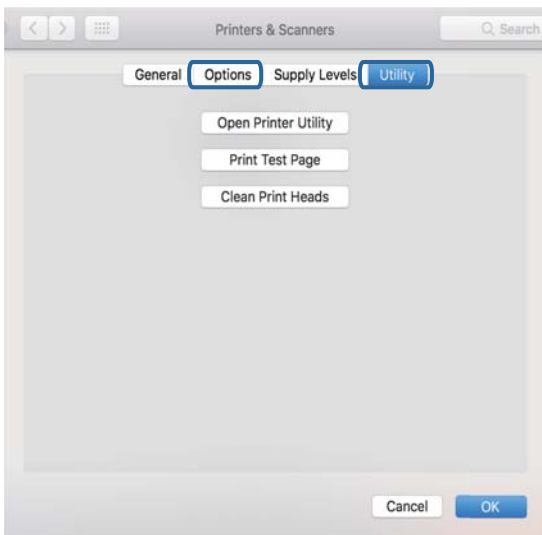 Printers & Scanners Search
General Options Supply Levels Utility
Open Printer Utility
Print Test Page
Clean Print Heads
Cancel OK